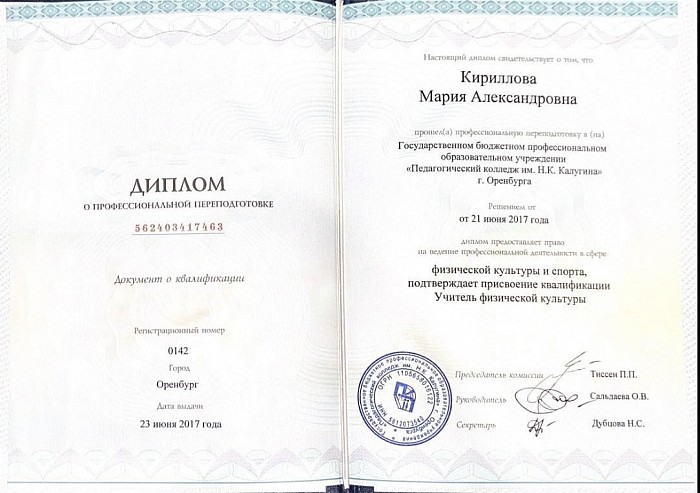 ДИПЛОМ
О ПРОФЕССИОНАЛЬНОЙ ПЕРЕПОДГОТОВКЕ
562403417463
Документ о квалификации
Регистрационный номер
0142
Город
Оренбург
Дата выдачи
23 июня 2017 года
Настоящий диплом свидетельствует о том, что
Кириллова
Мария Александровна
прошел(а) профессиональную переподготовку в (на)
Государственном бюджетном профессиональном
образовательном учреждении
«Педагогический колледж им. Н.К. Калугина»
г. Оренбурга
Решением от
от 21 июня 2017 года
диплом предоставляет право
на ведение профессиональной деятельности в сфере
физической культуры и спорта,
подтверждает присвоение квалификации
Учитель физической культуры
Председатель комиссии Тиссен П.П.
Руководитель Сальдаева О.В.
Секретарь Дубцова Н.С.